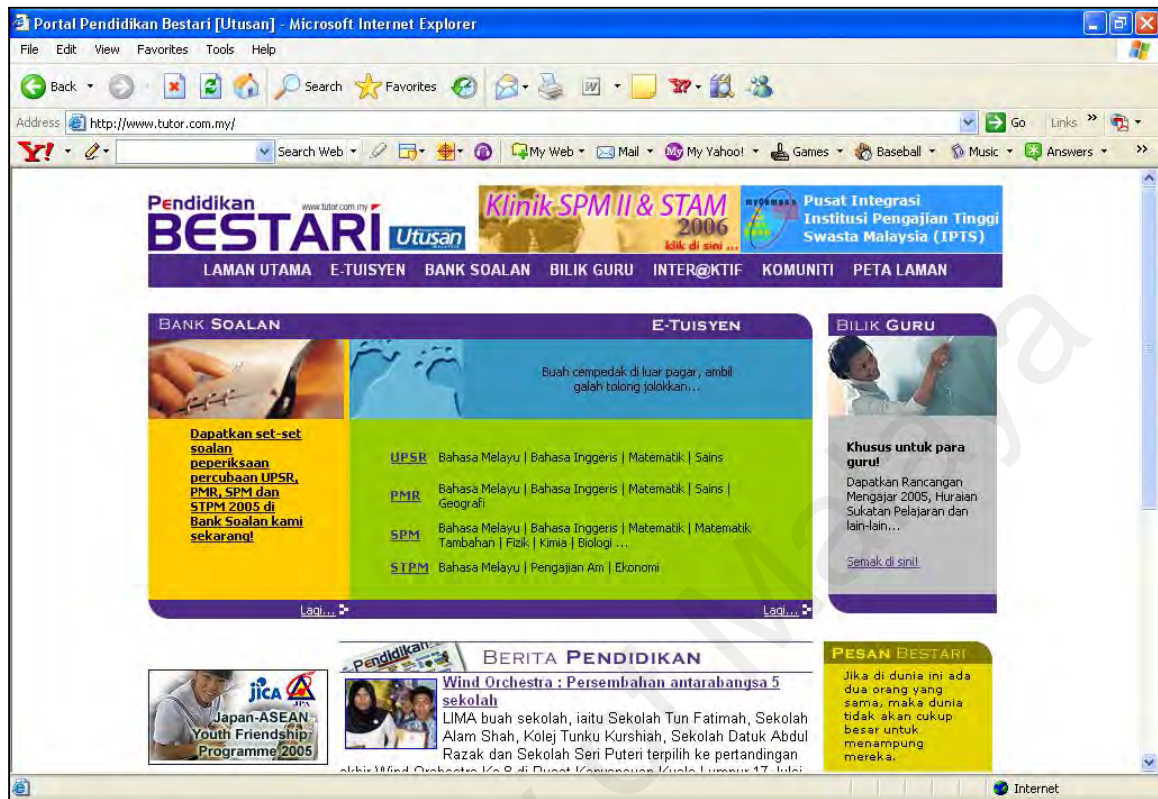 Portal Pendidikan Bestari [Utusan] - Microsoft Internet Explorer
File Edit View Favorites Tools Help
Back Search Favorites
Address http://www.tutor.com.my/ Go Links »
Y! Search Web My Web Mail My Yahoo! Games Baseball Music Answers »
Pendidikan www.tutor.com.my
BESTARI Utusan
Klinik SPM II & STAM
2006
klik di sini ...
Pusat Integrasi
Institusi Pengajian Tinggi
Swasta Malaysia (IPTS)
LAMAN UTAMA E-TUISYEN BANK SOALAN BILIK GURU INTER@KTIF KOMUNITI PETA LAMAN
BANK SOALAN
E-TUISYEN
BILIK GURU
Buah cempedak di luar pagar, ambil
galah tolong jolokkan...
Dapatkan set-set
soalan
peperiksaan
percubaan UPSR,
PMR, SPM dan
STPM 2005 di
Bank Soalan kami
sekarang!
UPSR Bahasa Melayu | Bahasa Inggeris | Matematik | Sains
PMR Bahasa Melayu | Bahasa Inggeris | Matematik | Sains |
Geografi
SPM Bahasa Melayu | Bahasa Inggeris | Matematik | Matematik
Tambahan | Fizik | Kimia | Biologi ...
STPM Bahasa Melayu | Pengajian Am | Ekonomi
Lagi...
Lagi...
Khusus untuk para
guru!
Dapatkan Rancangan
Mengajar 2005, Huraian
Sukatan Pelajaran dan
lain-lain...
Semak di sini!
JICA JPA
Japan-ASEAN
Youth Friendship
Programme 2005
Pendidikan
BERITA PENDIDIKAN
Wind Orchestra : Persembahan antarabangsa 5
sekolah
LIMA buah sekolah, iaitu Sekolah Tun Fatimah, Sekolah
Alam Shah, Kolej Tunku Kurshiah, Sekolah Datuk Abdul
Razak dan Sekolah Seri Puteri terpilih ke pertandingan
PESAN BESTARI
Jika di dunia ini ada
dua orang yang
sama, maka dunia
tidak akan cukup
besar untuk
menampung
mereka.
Internet